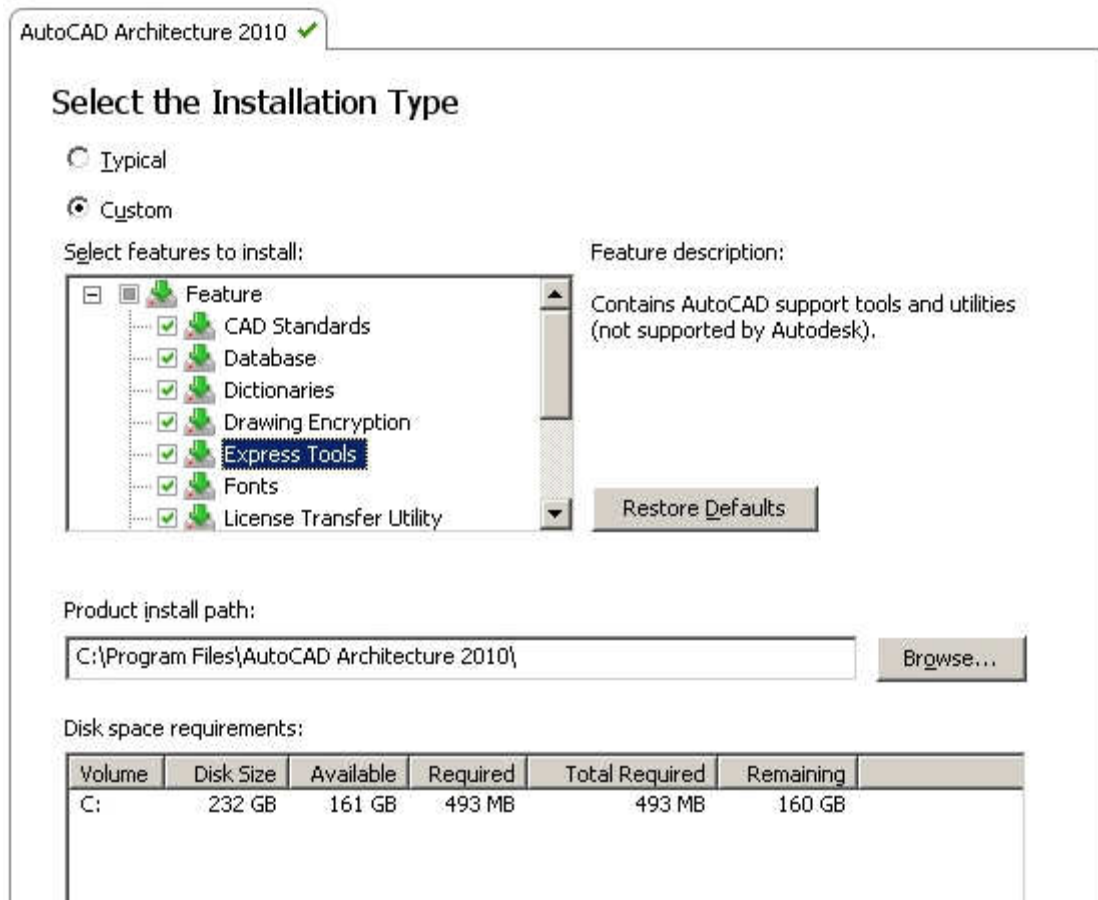 AutoCAD Architecture 2010
Select the Installation Type
Typical
Custom
Select features to install:
Feature description:
Feature
CAD Standards
Database
Dictionaries
Drawing Encryption
Express Tools
Fonts
License Transfer Utility
Contains AutoCAD support tools and utilities
(not supported by Autodesk).
Restore Defaults
Product install path:
C:\Program Files\AutoCAD Architecture 2010\
Browse...
Disk space requirements:
Volume Disk Size Available Required Total Required Remaining
C: 232 GB 161 GB 493 MB 493 MB 160 GB